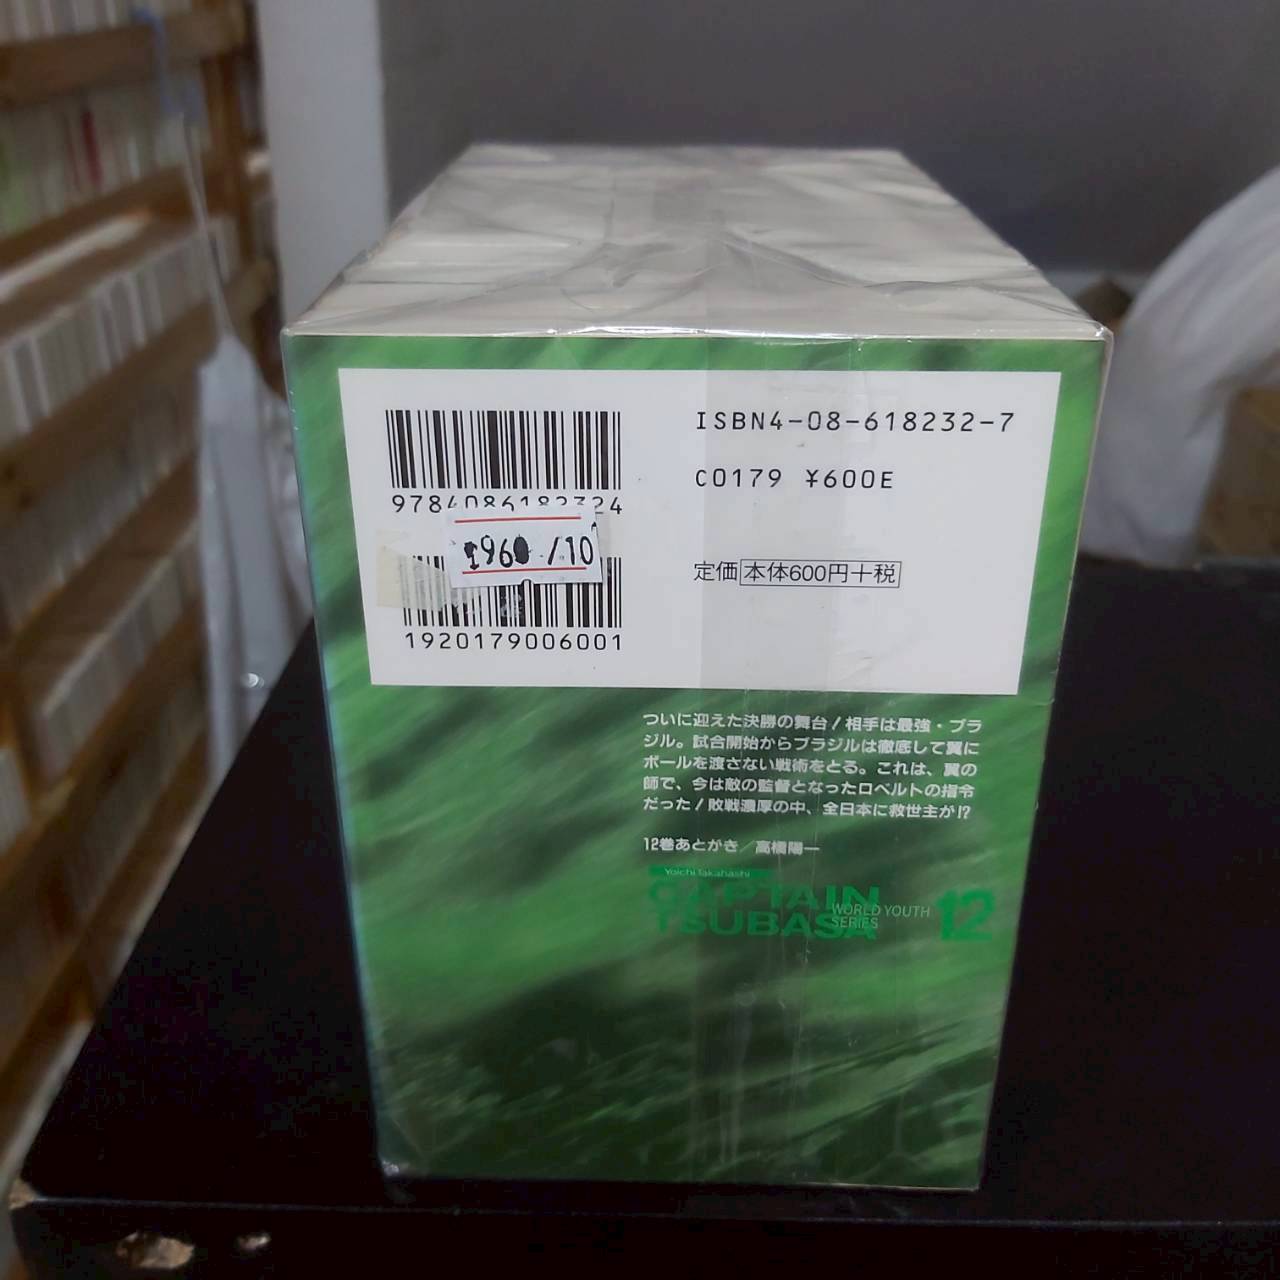 ISBN4-08-618232-7
C0179 ¥600E
定価 本体600円+税
1960 /10
1920179006001
ついに迎えた決勝の舞台!相手は最強・ブラ
ジル。試合開始からブラジルは徹底して翼に
ボールを渡さない戦術をとる。これは、翼の
師で、今は敵の監督となったロベルトの指令
だった!敗戦濃厚の中、全日本に救世主が!?
12巻あとがき/高橋陽一
Yoichi Takahashi
CAPTAIN
TSUBASA
WORLD YOUTH
SERIES
12